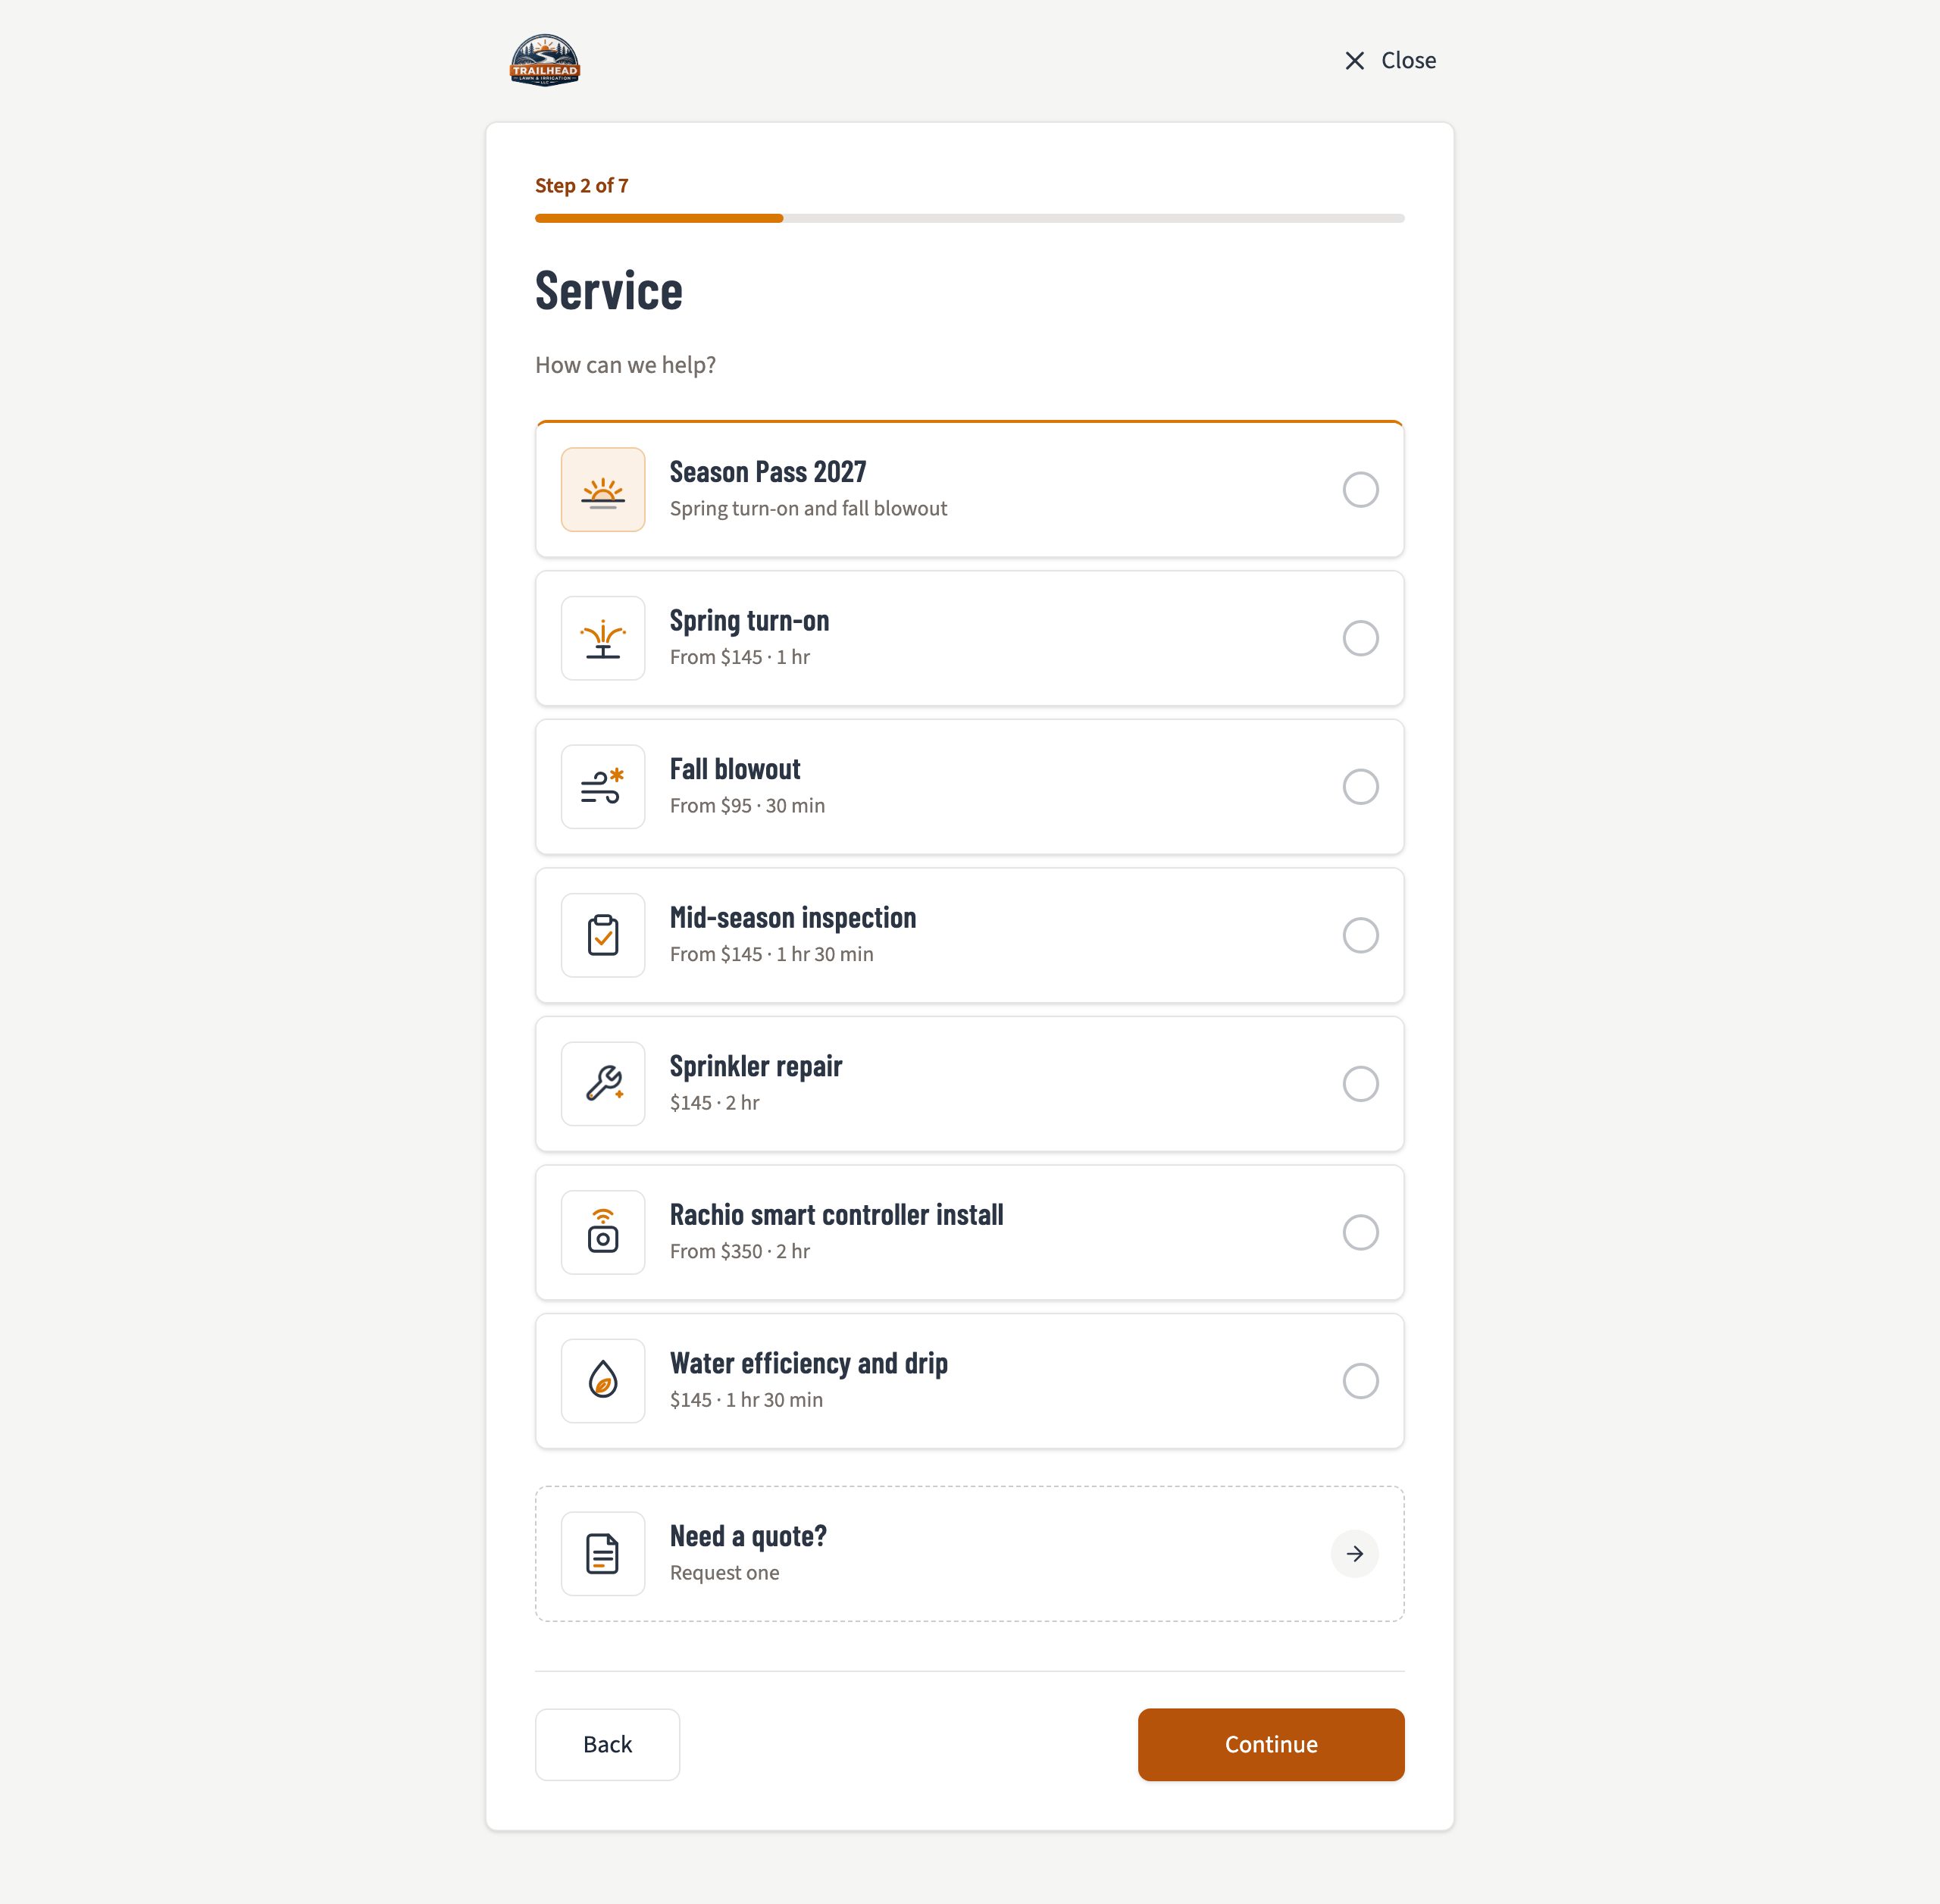 TRAILHEAD
LAWN & IRRIGATION
LLC
Close
Step 2 of 7
Service
How can we help?
Season Pass 2027
Spring turn-on and fall blowout
Spring turn-on
From $145 · 1 hr
Fall blowout
From $95 · 30 min
Mid-season inspection
From $145 · 1 hr 30 min
Sprinkler repair
$145 · 2 hr
Rachio smart controller install
From $350 · 2 hr
Water efficiency and drip
$145 · 1 hr 30 min
Need a quote?
Request one
Back
Continue